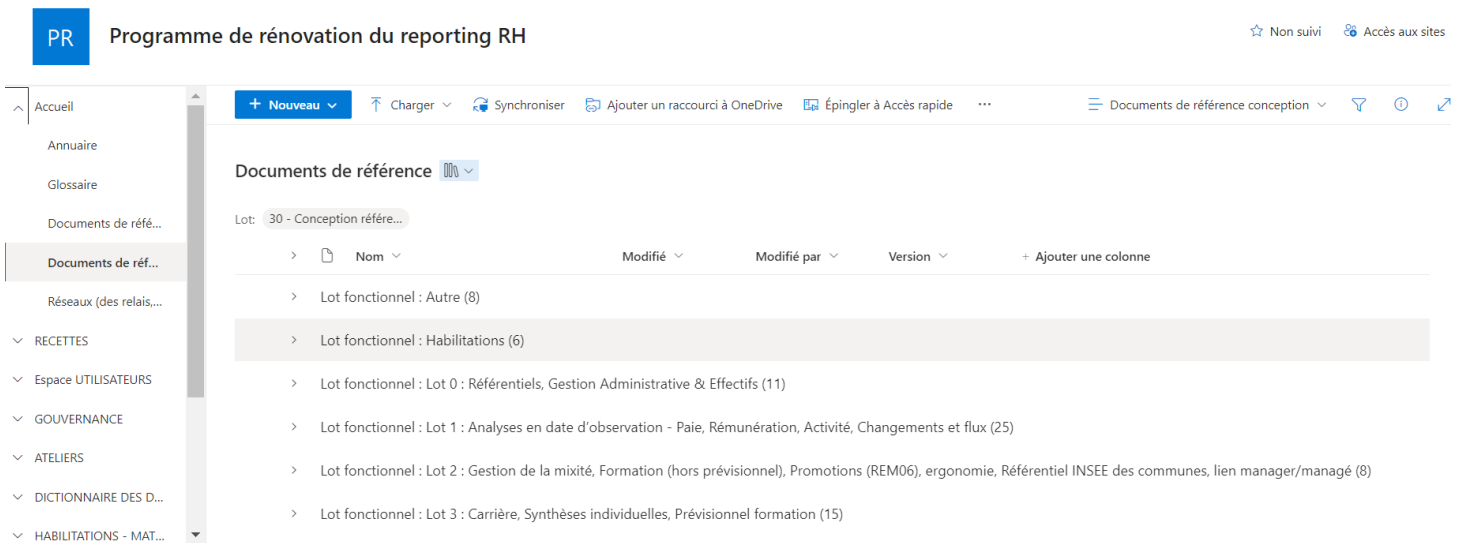 PR
Programme de rénovation du reporting RH
Non suivi
Accès aux sites
Accueil
Annuaire
Glossaire
Documents de réfé...
Documents de réf...
Réseaux (des relais,...
RECETTES
Espace UTILISATEURS
GOUVERNANCE
ATELIERS
DICTIONNAIRE DES D...
HABILITATIONS - MAT...
+ Nouveau
Charger
Synchroniser
Ajouter un raccourci à OneDrive
Épingler à Accès rapide
...
Documents de référence conception
Documents de référence
Lot: 30 - Conception référe...
Nom Modifié Modifié par Version + Ajouter une colonne
Lot fonctionnel : Autre (8)
Lot fonctionnel : Habilitations (6)
Lot fonctionnel : Lot 0 : Référentiels, Gestion Administrative & Effectifs (11)
Lot fonctionnel : Lot 1 : Analyses en date d'observation - Paie, Rémunération, Activité, Changements et flux (25)
Lot fonctionnel : Lot 2 : Gestion de la mixité, Formation (hors prévisionnel), Promotions (REM06), ergonomie, Référentiel INSEE des communes, lien manager/managé (8)
Lot fonctionnel : Lot 3 : Carrière, Synthèses individuelles, Prévisionnel formation (15)